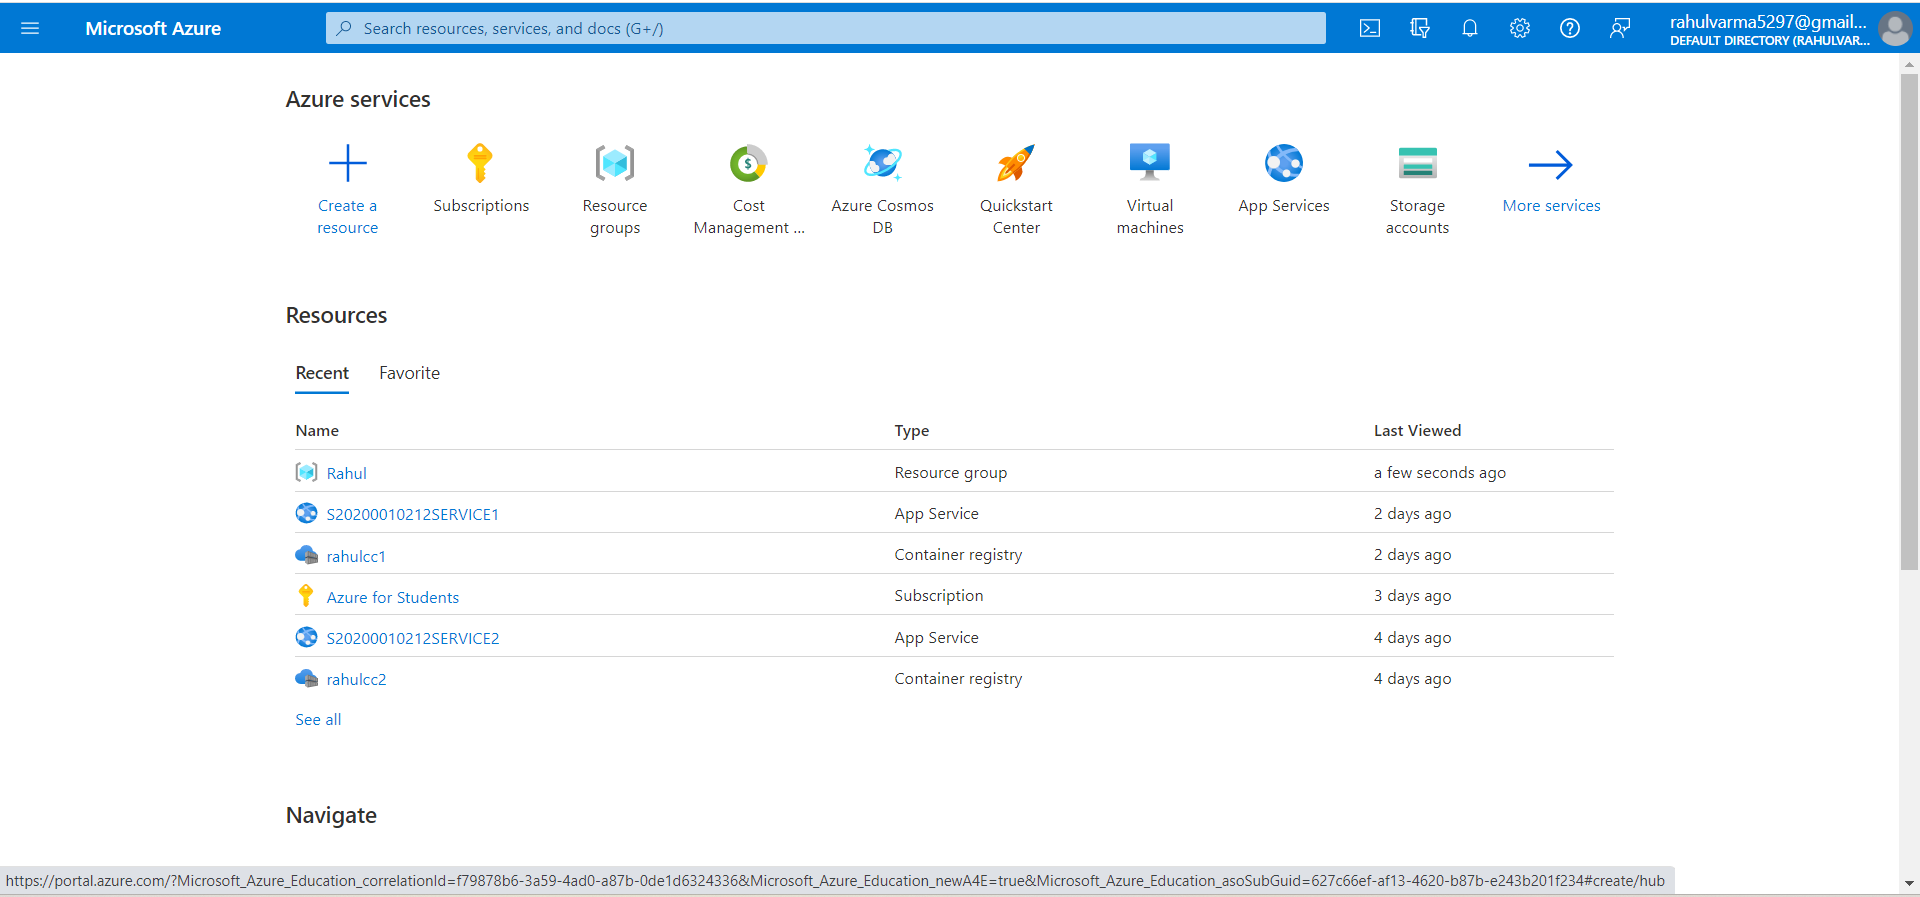 Microsoft Azure
Search resources, services, and docs (G+/)
rahulvarma5297@gmail...
DEFAULT DIRECTORY (RAHULVAR...
Azure services
Create a
resource
Subscriptions
Resource
groups
Cost
Management ...
Azure Cosmos
DB
Quickstart
Center
Virtual
machines
App Services
Storage
accounts
More services
Resources
Recent Favorite
Name Type Last Viewed
Rahul Resource group a few seconds ago
S20200010212SERVICE1 App Service 2 days ago
rahulcc1 Container registry 2 days ago
Azure for Students Subscription 3 days ago
S20200010212SERVICE2 App Service 4 days ago
rahulcc2 Container registry 4 days ago
See all
Navigate
https://portal.azure.com/?Microsoft_Azure_Education_correlationId=f79878b6-3a59-4ad0-a87b-0de1d6324336&Microsoft_Azure_Education_newA4E=true&Microsoft_Azure_Education_asoSubGuid=627c66ef-af13-4620-b87b-e243b201f234#create/hub